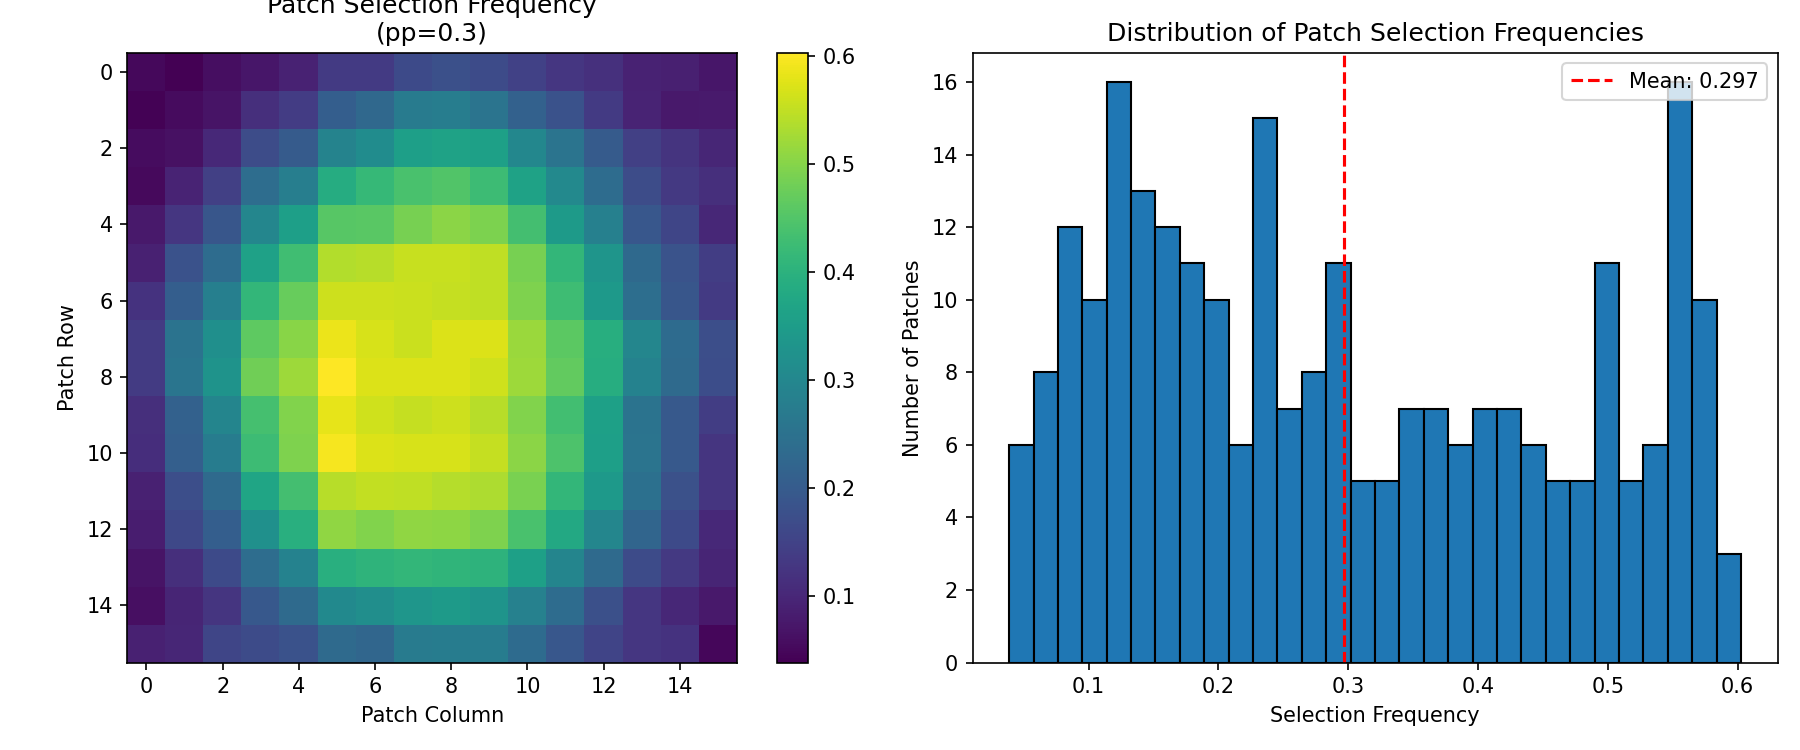 Patch Selection Frequency
(pp=0.3)
Patch Row
0
2
4
6
8
10
12
14
0 2 4 6 8 10 12 14
Patch Column
0.6
0.5
0.4
0.3
0.2
0.1
Distribution of Patch Selection Frequencies
Mean: 0.297
Number of Patches
16
14
12
10
8
6
4
2
0
0.1 0.2 0.3 0.4 0.5 0.6
Selection Frequency